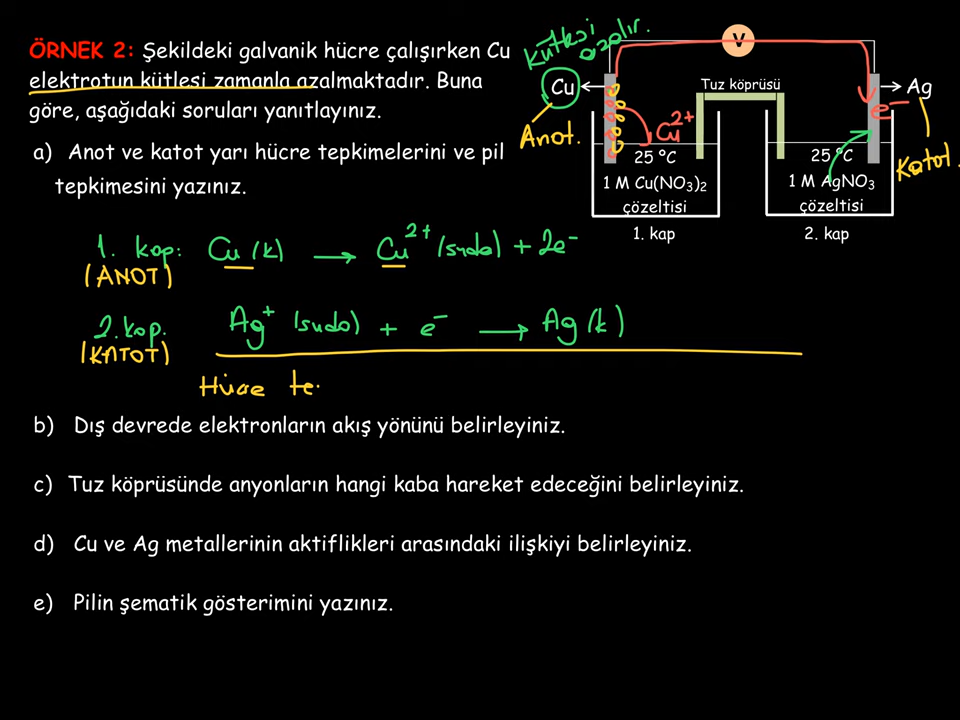 ÖRNEK 2: Şekildeki galvanik hücre çalışırken Cu
elektrotun kütlesi zamanla azalmaktadır. Buna
göre, aşağıdaki soruları yanıtlayınız.
Kütlesi azalır.
V
Cu
Tuz köprüsü
Ag
Anot.
Cu²⁺
e⁻
Katot.
25 °C
1 M Cu(NO₃)₂
çözeltisi
1. kap
25 °C
1 M AgNO₃
çözeltisi
2. kap
a) Anot ve katot yarı hücre tepkimelerini ve pil
tepkimesini yazınız.
1. kap: Cu (k) → Cu²⁺ (suda) + 2e⁻
(ANOT)
2. kap. Ag⁺ (suda) + e⁻ → Ag (k)
(KATOT)
Hücre te.
b) Dış devrede elektronların akış yönünü belirleyiniz.
c) Tuz köprüsünde anyonların hangi kaba hareket edeceğini belirleyiniz.
d) Cu ve Ag metallerinin aktiflikleri arasındaki ilişkiyi belirleyiniz.
e) Pilin şematik gösterimini yazınız.